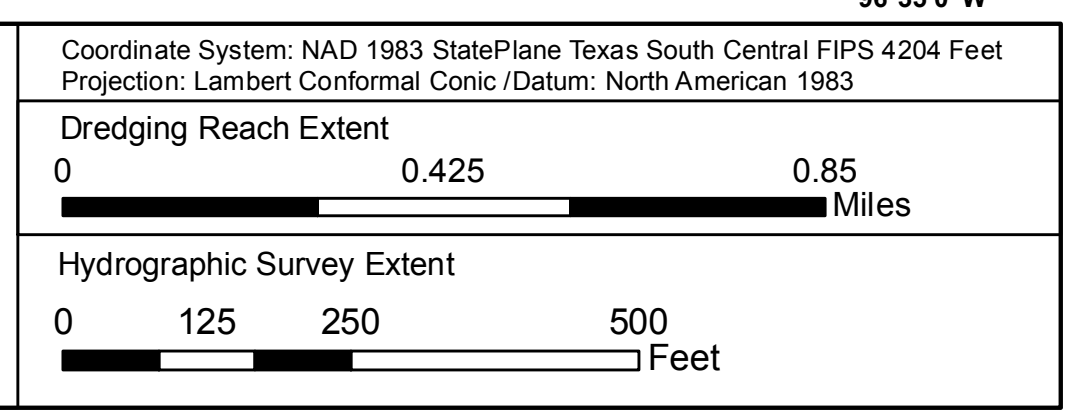 Coordinate System: NAD 1983 StatePlane Texas South Central FIPS 4204 Feet
Projection: Lambert Conformal Conic /Datum: North American 1983
Dredging Reach Extent
0 0.425 0.85
Miles
Hydrographic Survey Extent
0 125 250 500
Feet